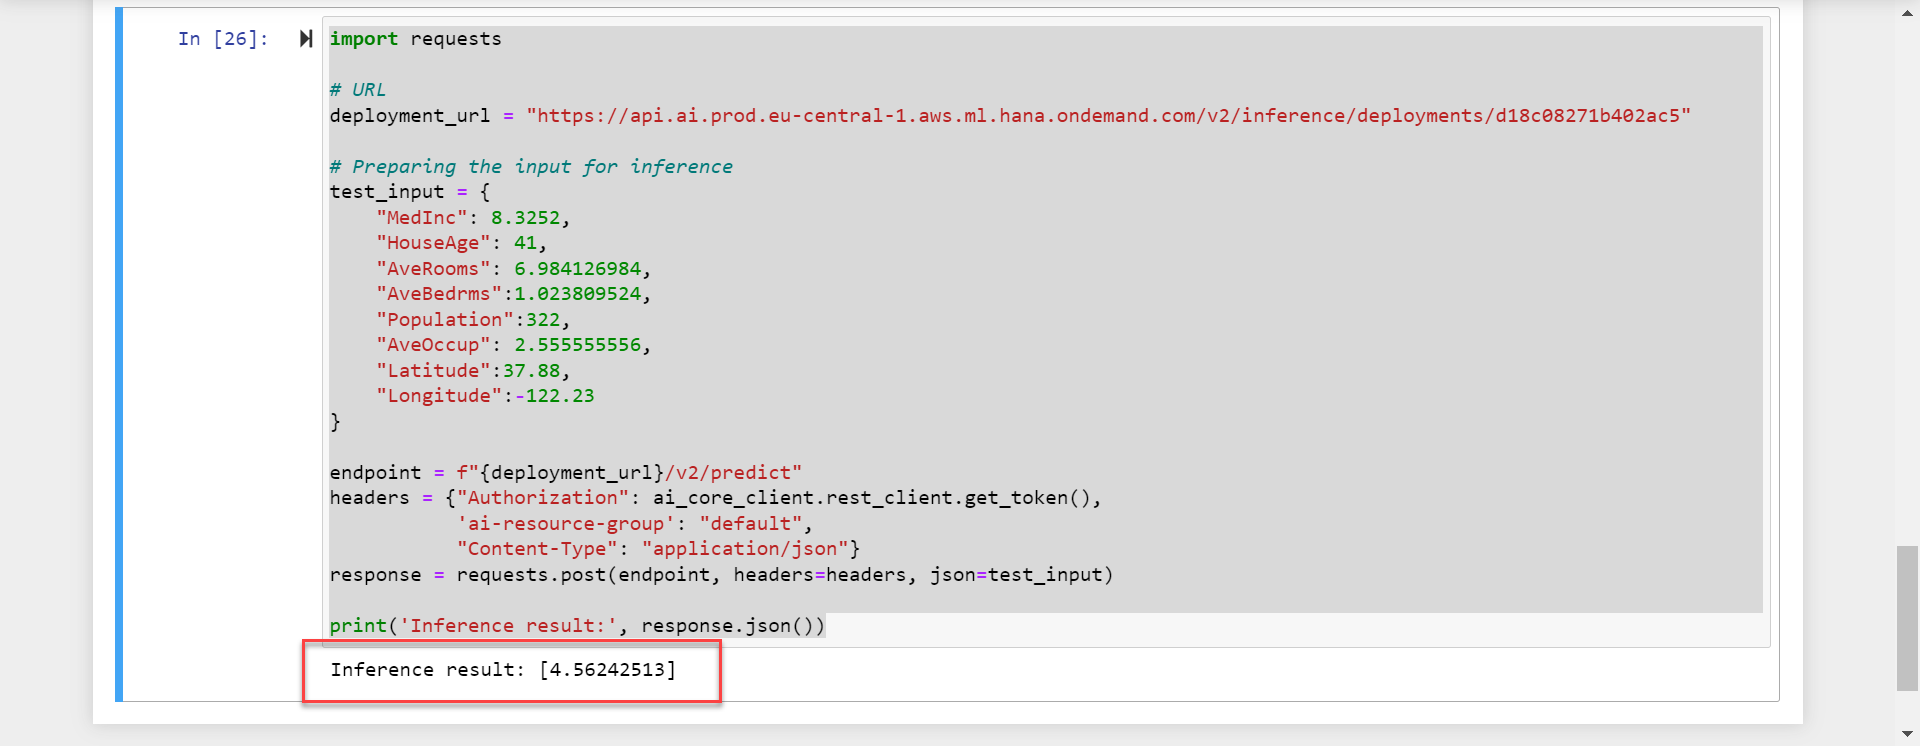 In [26]:
import requests
# URL
deployment_url = "https://api.ai.prod.eu-central-1.aws.ml.hana.ondemand.com/v2/inference/deployments/d18c08271b402ac5"
# Preparing the input for inference
test_input = {
    "MedInc": 8.3252,
    "HouseAge": 41,
    "AveRooms": 6.984126984,
    "AveBedrms":1.023809524,
    "Population":322,
    "AveOccup": 2.555555556,
    "Latitude":37.88,
    "Longitude":-122.23
}
endpoint = f"{deployment_url}/v2/predict"
headers = {"Authorization": ai_core_client.rest_client.get_token(),
           'ai-resource-group': "default",
           "Content-Type": "application/json"}
response = requests.post(endpoint, headers=headers, json=test_input)
print('Inference result:', response.json())
Inference result: [4.56242513]